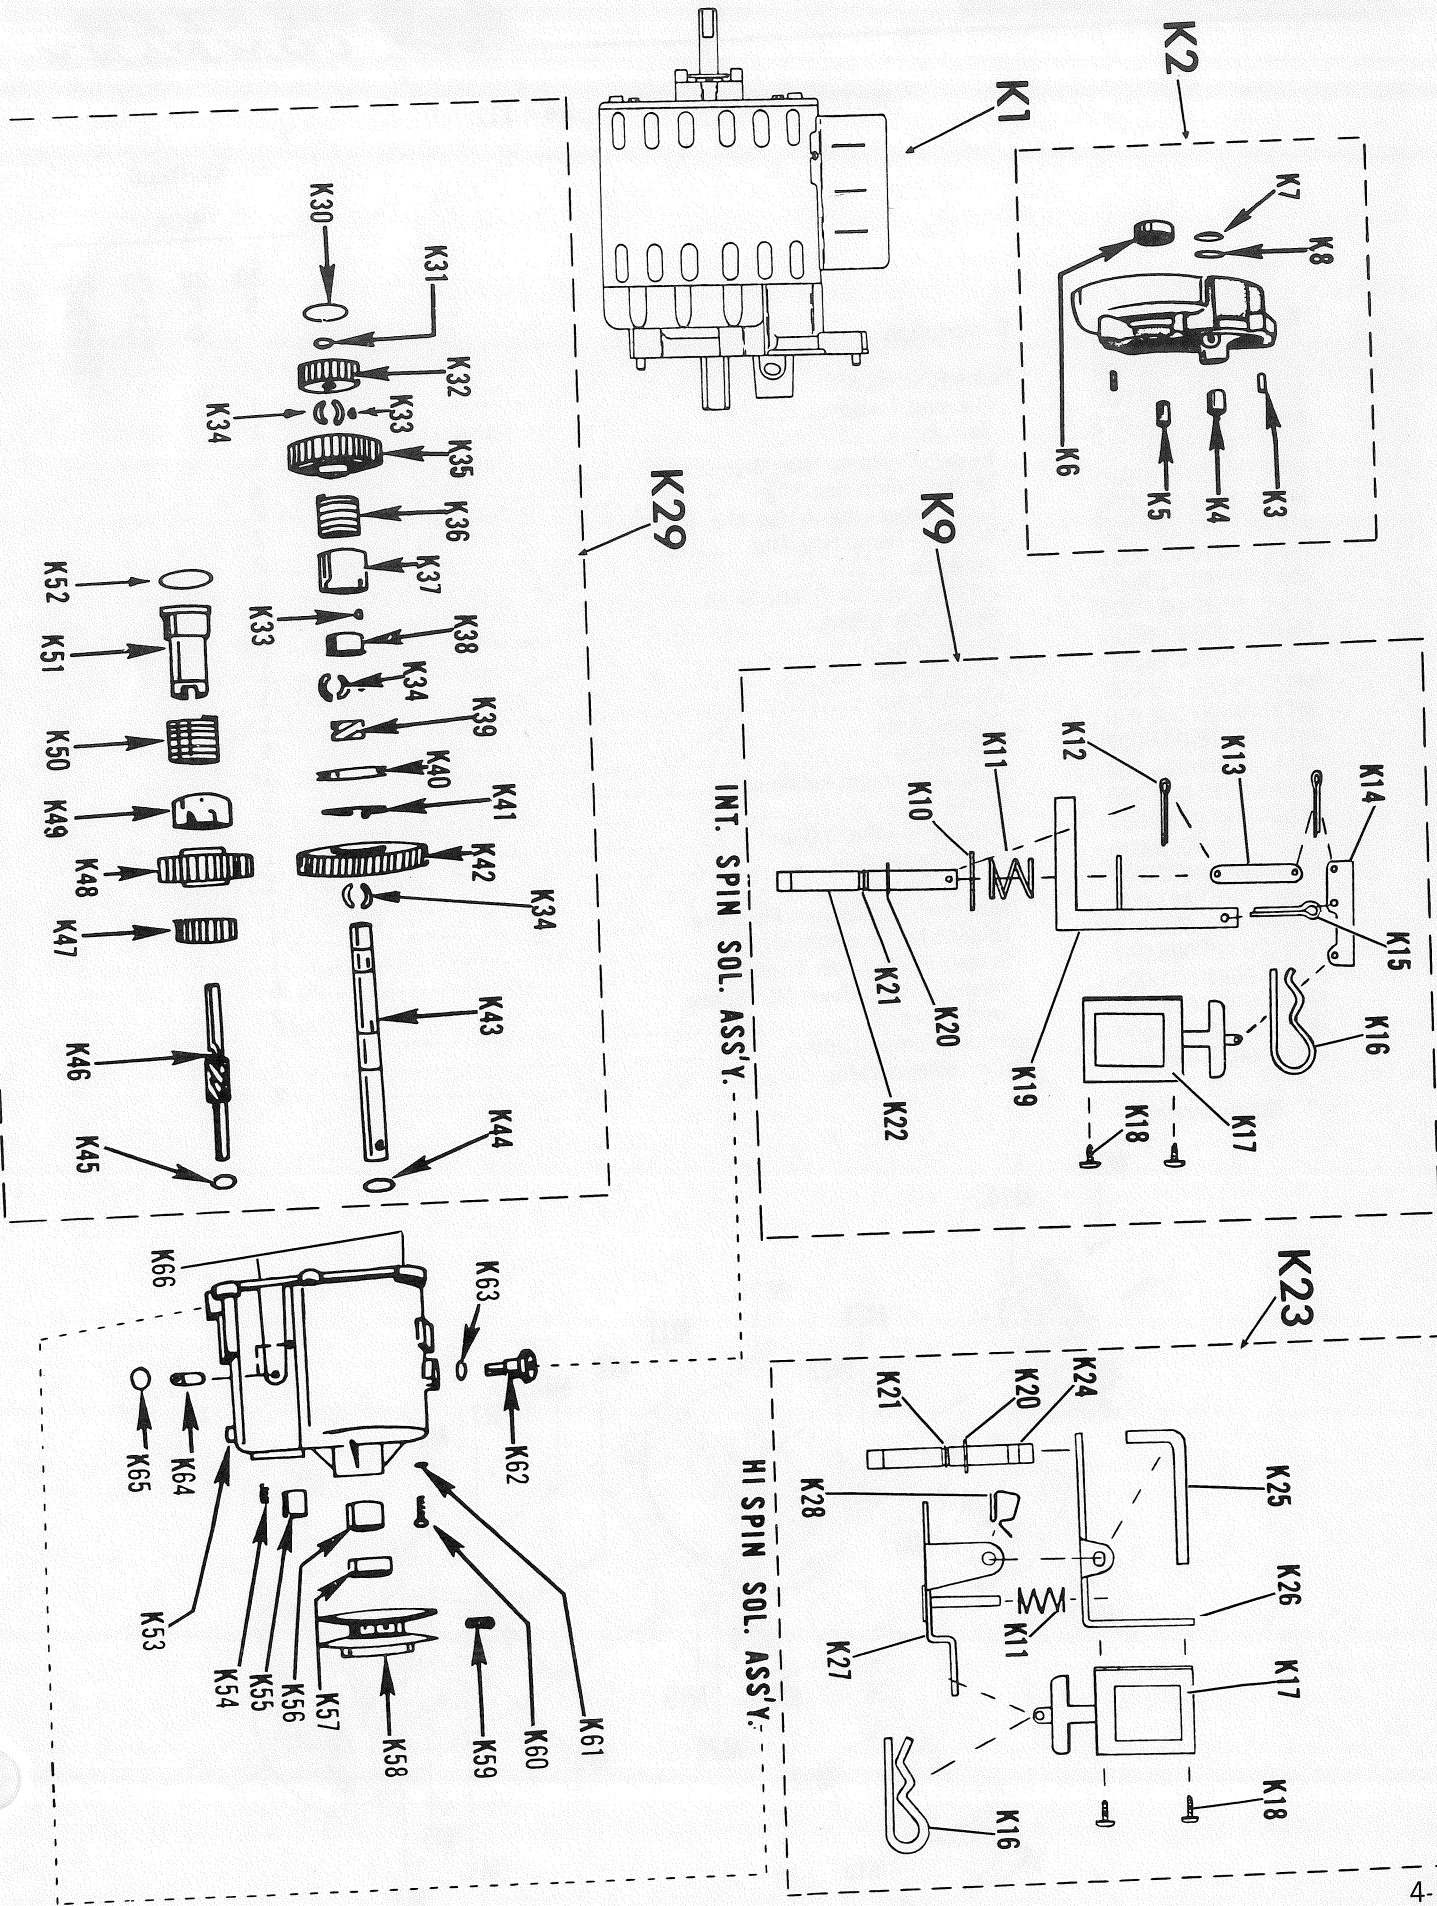 K2
K1
K7
K8
K6
K5
K4
K3
K9
K14
K13
K12
K11
K10
K15
K16
K21
K20
K19
K17
K18
K22
INT. SPIN SOL. ASS'Y.
K23
K24
K20
K21
K25
K28
K26
K11
K27
K17
K18
K16
HI SPIN SOL. ASS'Y.
K29
K30
K31
K32
K33
K34
K35
K36
K37
K33
K38
K34
K39
K40
K41
K42
K34
K43
K44
K52
K51
K50
K49
K48
K47
K46
K45
K66
K63
K62
K65
K64
K53
K54
K55
K56
K57
K58
K59
K60
K61
4-